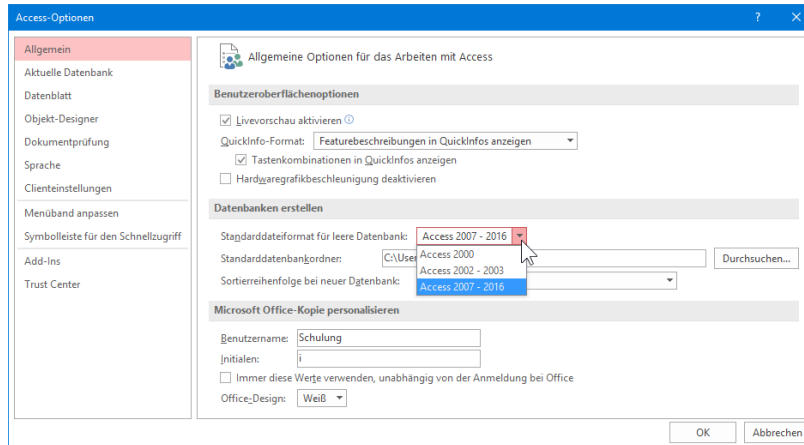 Access-Optionen ? ×
Allgemein
Aktuelle Datenbank
Datenblatt
Objekt-Designer
Dokumentprüfung
Sprache
Clienteinstellungen
Menüband anpassen
Symbolleiste für den Schnellzugriff
Add-Ins
Trust Center
Allgemeine Optionen für das Arbeiten mit Access
Benutzeroberflächenoptionen
Livevorschau aktivieren
QuickInfo-Format: Featurebeschreibungen in QuickInfos anzeigen
Tastenkombinationen in QuickInfos anzeigen
Hardwaregrafikbeschleunigung deaktivieren
Datenbanken erstellen
Standarddateiformat für leere Datenbank: Access 2007 - 2016
Access 2000
Access 2002 - 2003
Access 2007 - 2016
Standarddatenbankordner: C:\User Durchsuchen...
Sortierreihenfolge bei neuer Datenbank:
Microsoft Office-Kopie personalisieren
Benutzername: Schulung
Initialen: i
Immer diese Werte verwenden, unabhängig von der Anmeldung bei Office
Office-Design: Weiß
OK Abbrechen